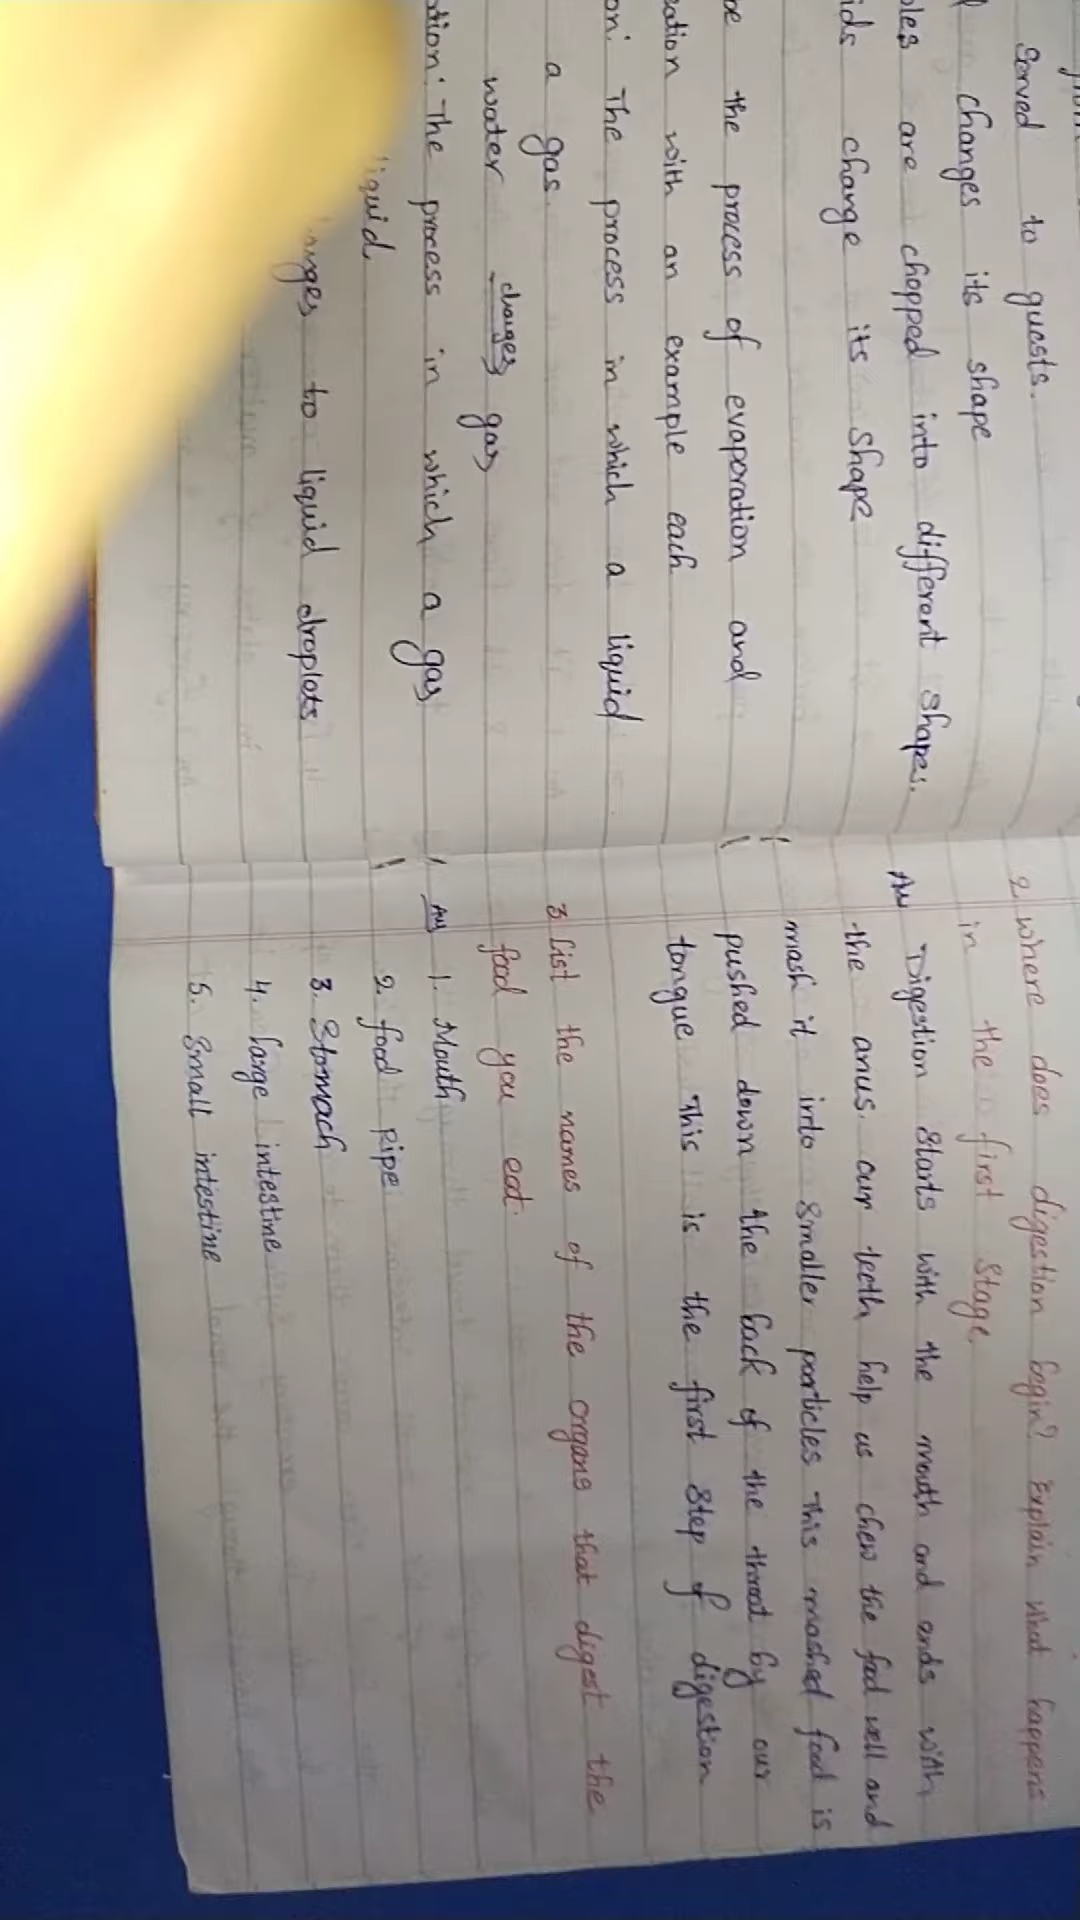 served to guests.
changes its shape
are chopped into different shapes.
change its shape
the process of evaporation and
with an example each
The process in which a liquid
a gas.
water changes gas
The process in which a gas
liquid
to liquid droplots
2. where does digestion begin? Explain what happens
in the first stage.
Ans Digestion starts with the mouth and ends with
the anus. our teeth help us chew the food well and
mash it into smaller particles This mashed food is
pushed down the back of the throat by our
tongue This is the first step of digestion
3. List the names of the organs that digest the
food you eat.
Ans 1. Mouth
2. food pipe
3. Stomach
4. large intestine
5. Small intestine